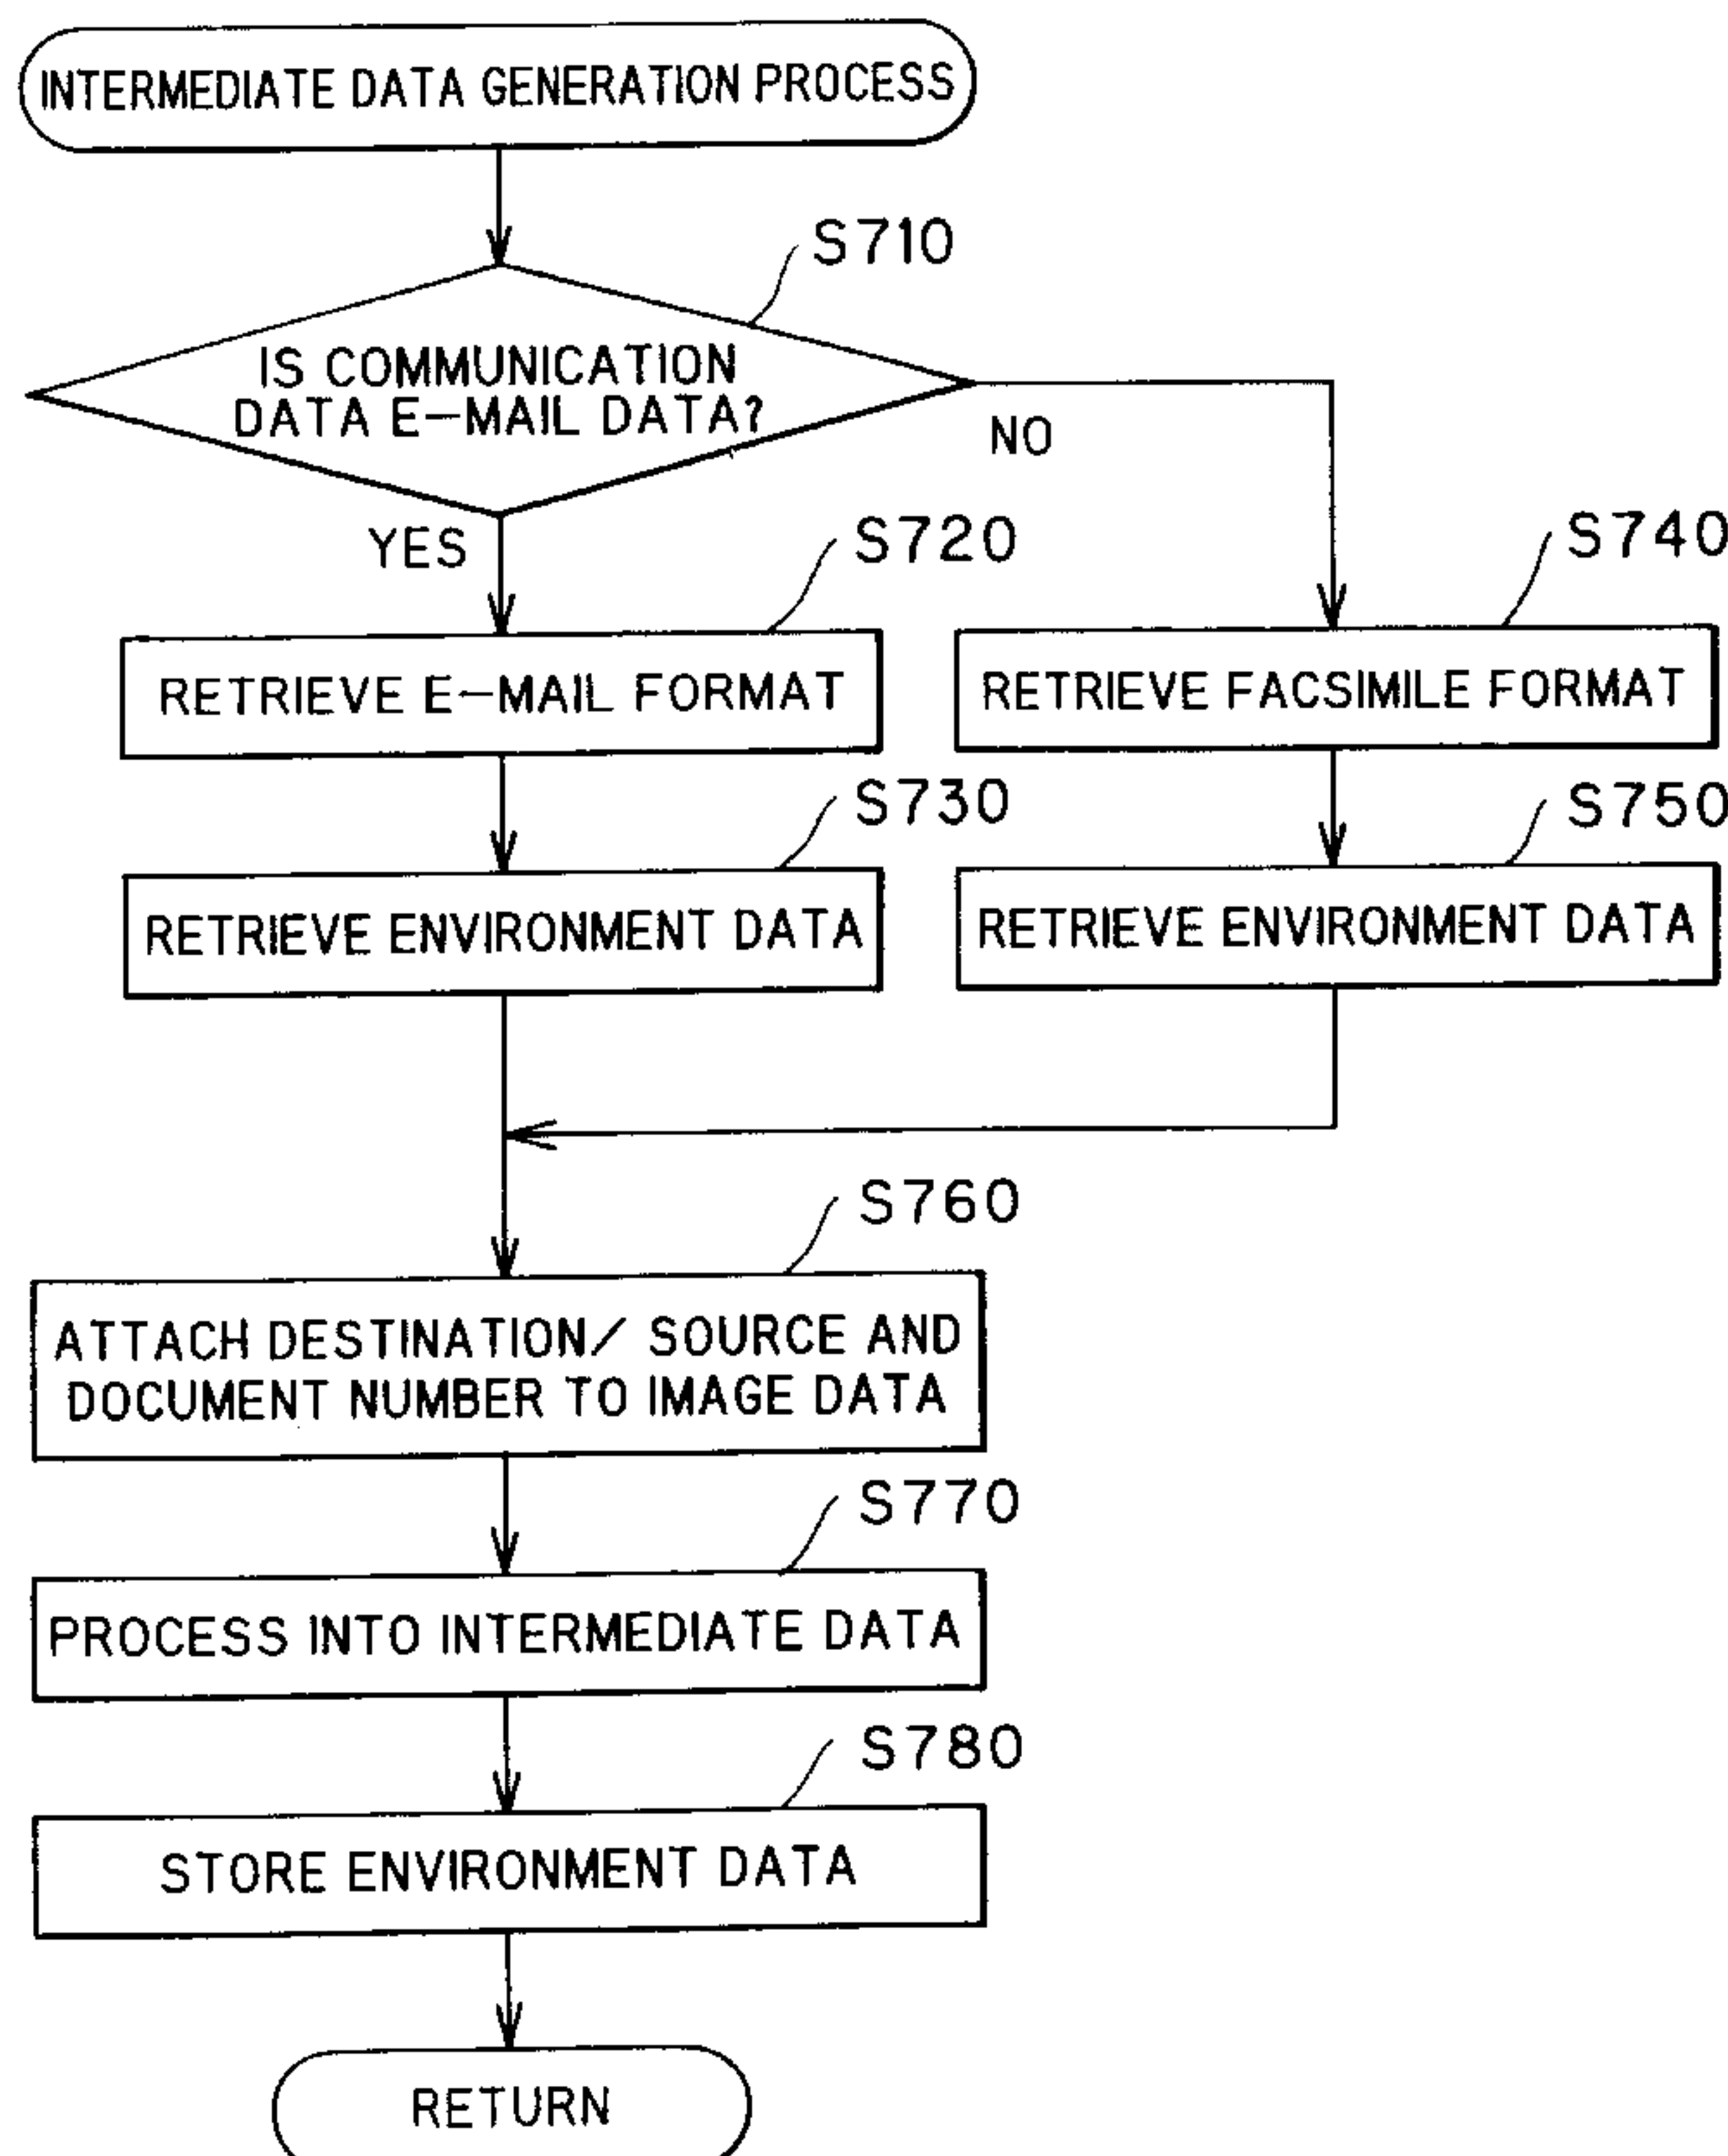 INTERMEDIATE DATA GENERATION PROCESS
S710
IS COMMUNICATION
DATA E-MAIL DATA?
NO
YES
S720
S740
RETRIEVE E-MAIL FORMAT
RETRIEVE FACSIMILE FORMAT
S730
S750
RETRIEVE ENVIRONMENT DATA
RETRIEVE ENVIRONMENT DATA
S760
ATTACH DESTINATION/ SOURCE AND
DOCUMENT NUMBER TO IMAGE DATA
S770
PROCESS INTO INTERMEDIATE DATA
S780
STORE ENVIRONMENT DATA
RETURN